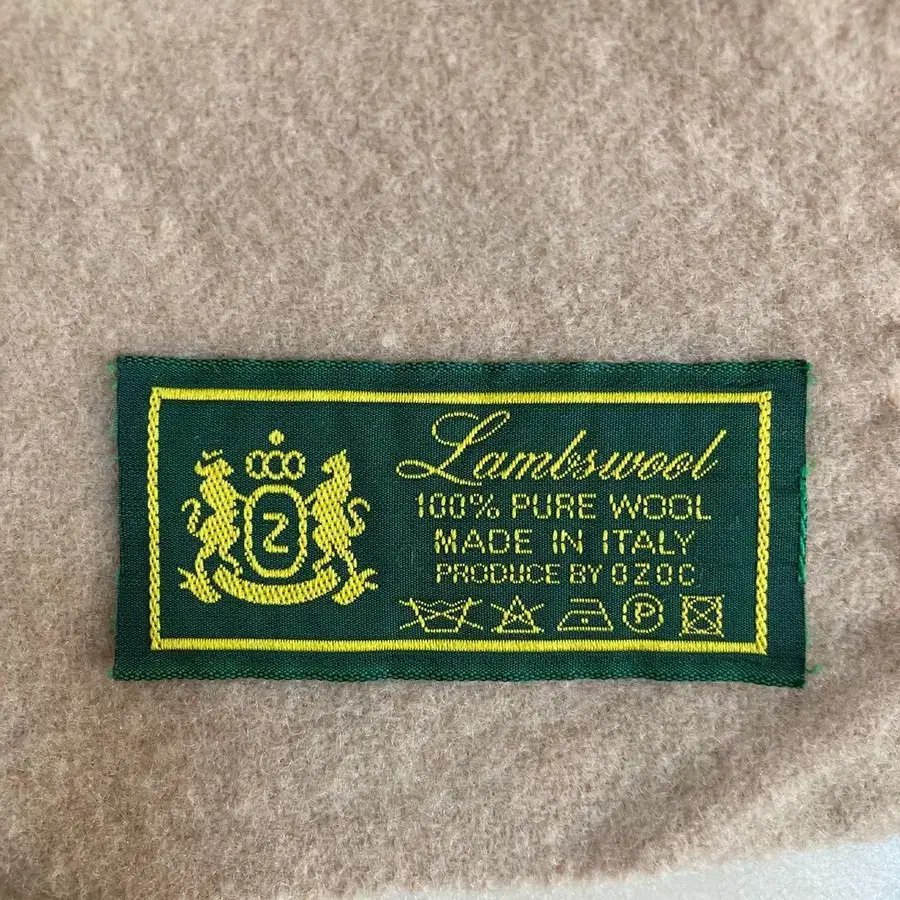 Z
Lambswool
100% PURE WOOL
MADE IN ITALY
PRODUCE BY OZOC
P